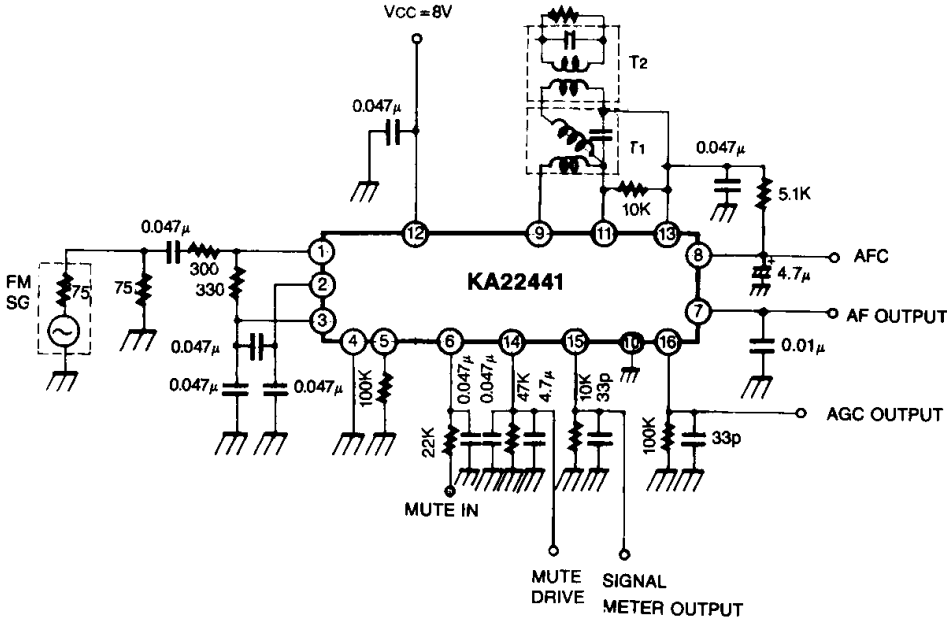 VCC = 8V
T2
0.047μ
T1
0.047μ
5.1K
10K
0.047μ
12
9
11
13
1
8
AFC
300
FM
SG
75
75
330
2
KA22441
4.7μ
+
3
7
AF OUTPUT
0.047μ
4
5
6
14
15
10
16
0.01μ
0.047μ
0.047μ
100K
22K
0.047μ
0.047μ
47K
4.7μ
10K
33p
100K
33p
AGC OUTPUT
MUTE IN
MUTE
DRIVE
SIGNAL
METER OUTPUT